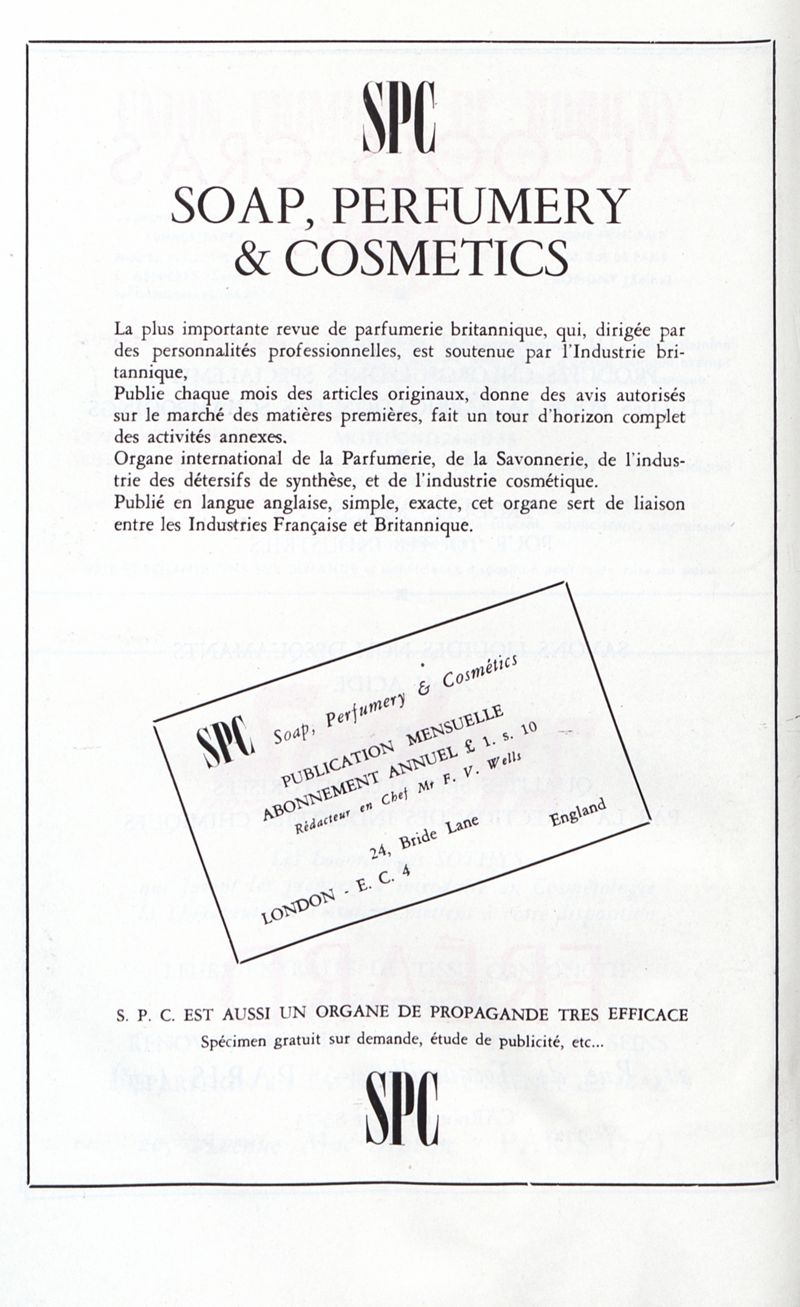 SPC
SOAP, PERFUMERY
& COSMETICS
La plus importante revue de parfumerie britannique, qui, dirigée par
des personnalités professionnelles, est soutenue par l'Industrie bri-
tannique,
Publie chaque mois des articles originaux, donne des avis autorisés
sur le marché des matières premières, fait un tour d'horizon complet
des activités annexes.
Organe international de la Parfumerie, de la Savonnerie, de l'indus-
trie des détersifs de synthèse, et de l'industrie cosmétique.
Publié en langue anglaise, simple, exacte, cet organe sert de liaison
entre les Industries Française et Britannique.
SPC Soap, Perfumery & Cosmétics
PUBLICATION MENSUELLE
ABONNEMENT ANNUEL £ 1. s. 10
Rédacteur en Chef Mr F. V. Wells
24, Bride Lane
LONDON - E. C. 4 England
S. P. C. EST AUSSI UN ORGANE DE PROPAGANDE TRES EFFICACE
Spécimen gratuit sur demande, étude de publicité, etc...
SPC